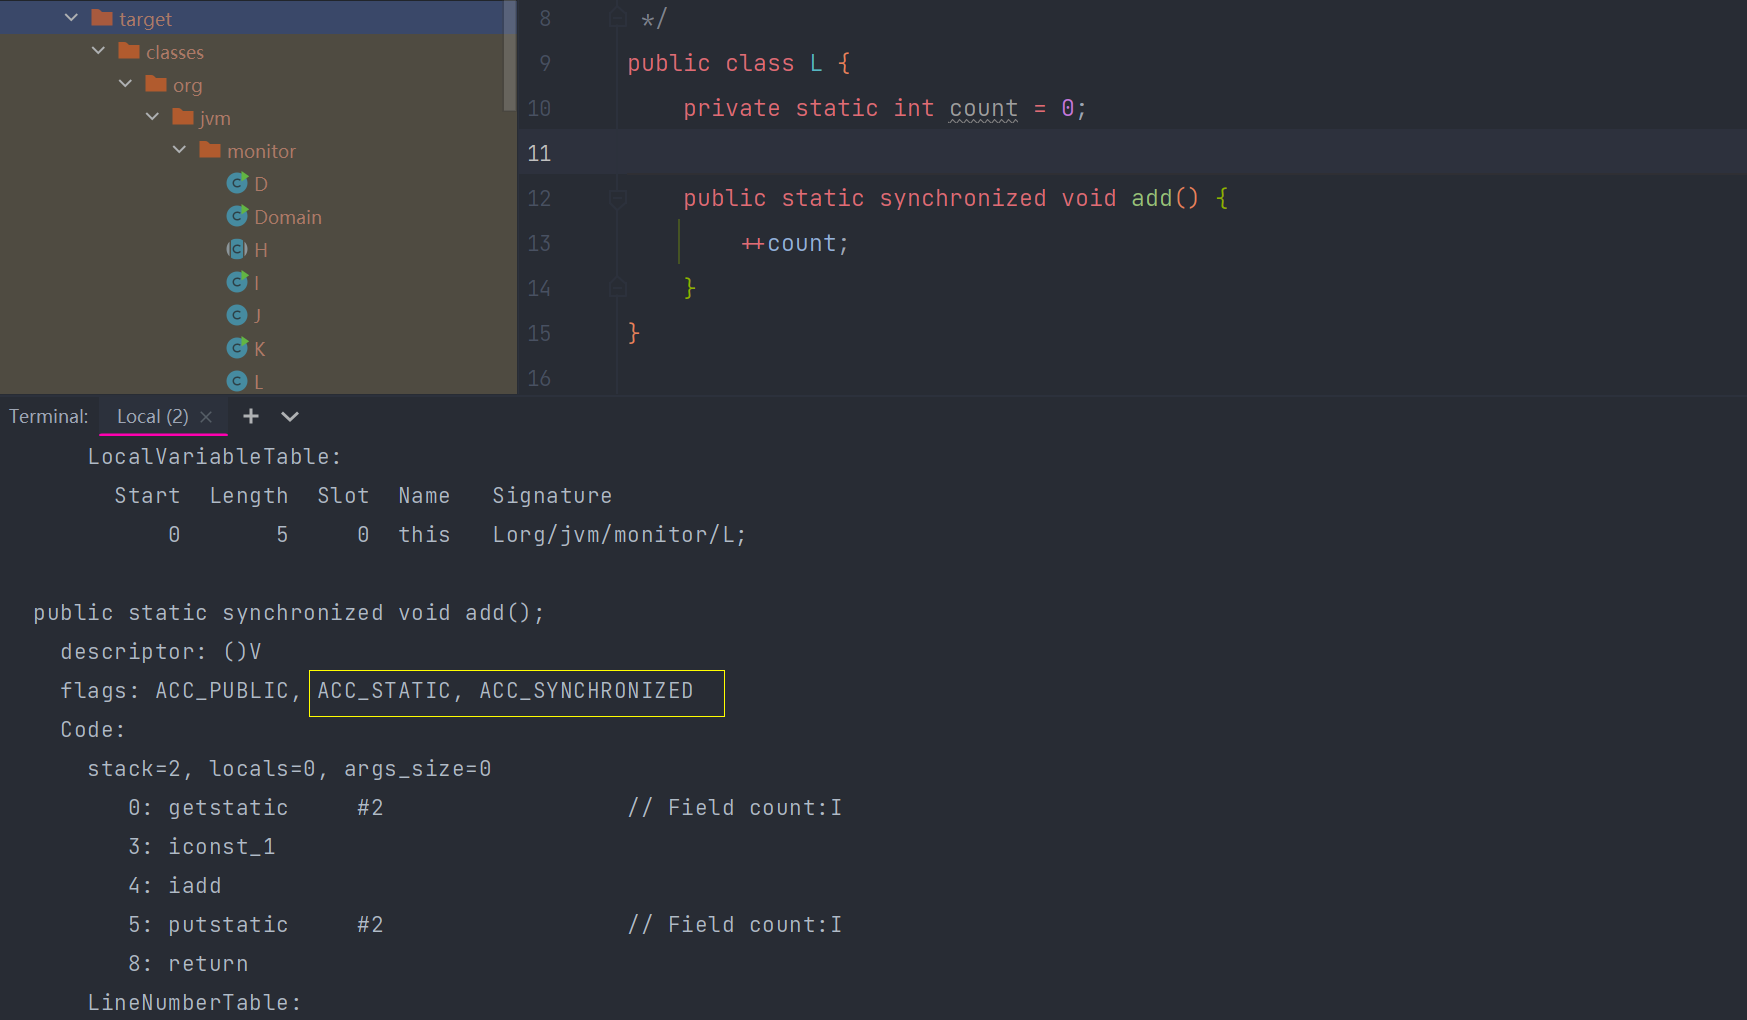 target
classes
org
jvm
monitor
D
Domain
H
I
J
K
L
8 */
9 public class L {
10 private static int count = 0;
11
12 public static synchronized void add() {
13 ++count;
14 }
15 }
16
Terminal: Local (2) × +
LocalVariableTable:
Start Length Slot Name Signature
0 5 0 this Lorg/jvm/monitor/L;
public static synchronized void add();
descriptor: ()V
flags: ACC_PUBLIC, ACC_STATIC, ACC_SYNCHRONIZED
Code:
stack=2, locals=0, args_size=0
0: getstatic #2 // Field count:I
3: iconst_1
4: iadd
5: putstatic #2 // Field count:I
8: return
LineNumberTable: